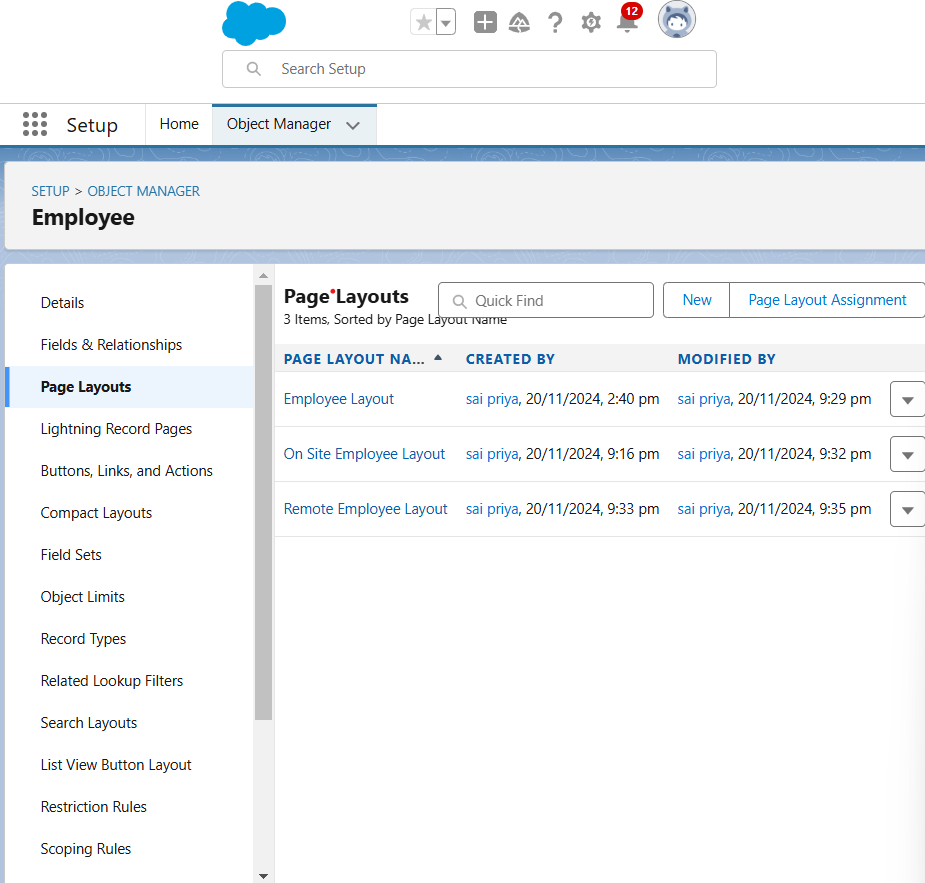 12
Search Setup
Setup
Home
Object Manager
SETUP > OBJECT MANAGER
Employee
Details
Fields & Relationships
Page Layouts
Lightning Record Pages
Buttons, Links, and Actions
Compact Layouts
Field Sets
Object Limits
Record Types
Related Lookup Filters
Search Layouts
List View Button Layout
Restriction Rules
Scoping Rules
Page Layouts
3 Items, Sorted by Page Layout Name
Quick Find
New
Page Layout Assignment
PAGE LAYOUT NA... CREATED BY MODIFIED BY
Employee Layout sai priya, 20/11/2024, 2:40 pm sai priya, 20/11/2024, 9:29 pm
On Site Employee Layout sai priya, 20/11/2024, 9:16 pm sai priya, 20/11/2024, 9:32 pm
Remote Employee Layout sai priya, 20/11/2024, 9:33 pm sai priya, 20/11/2024, 9:35 pm